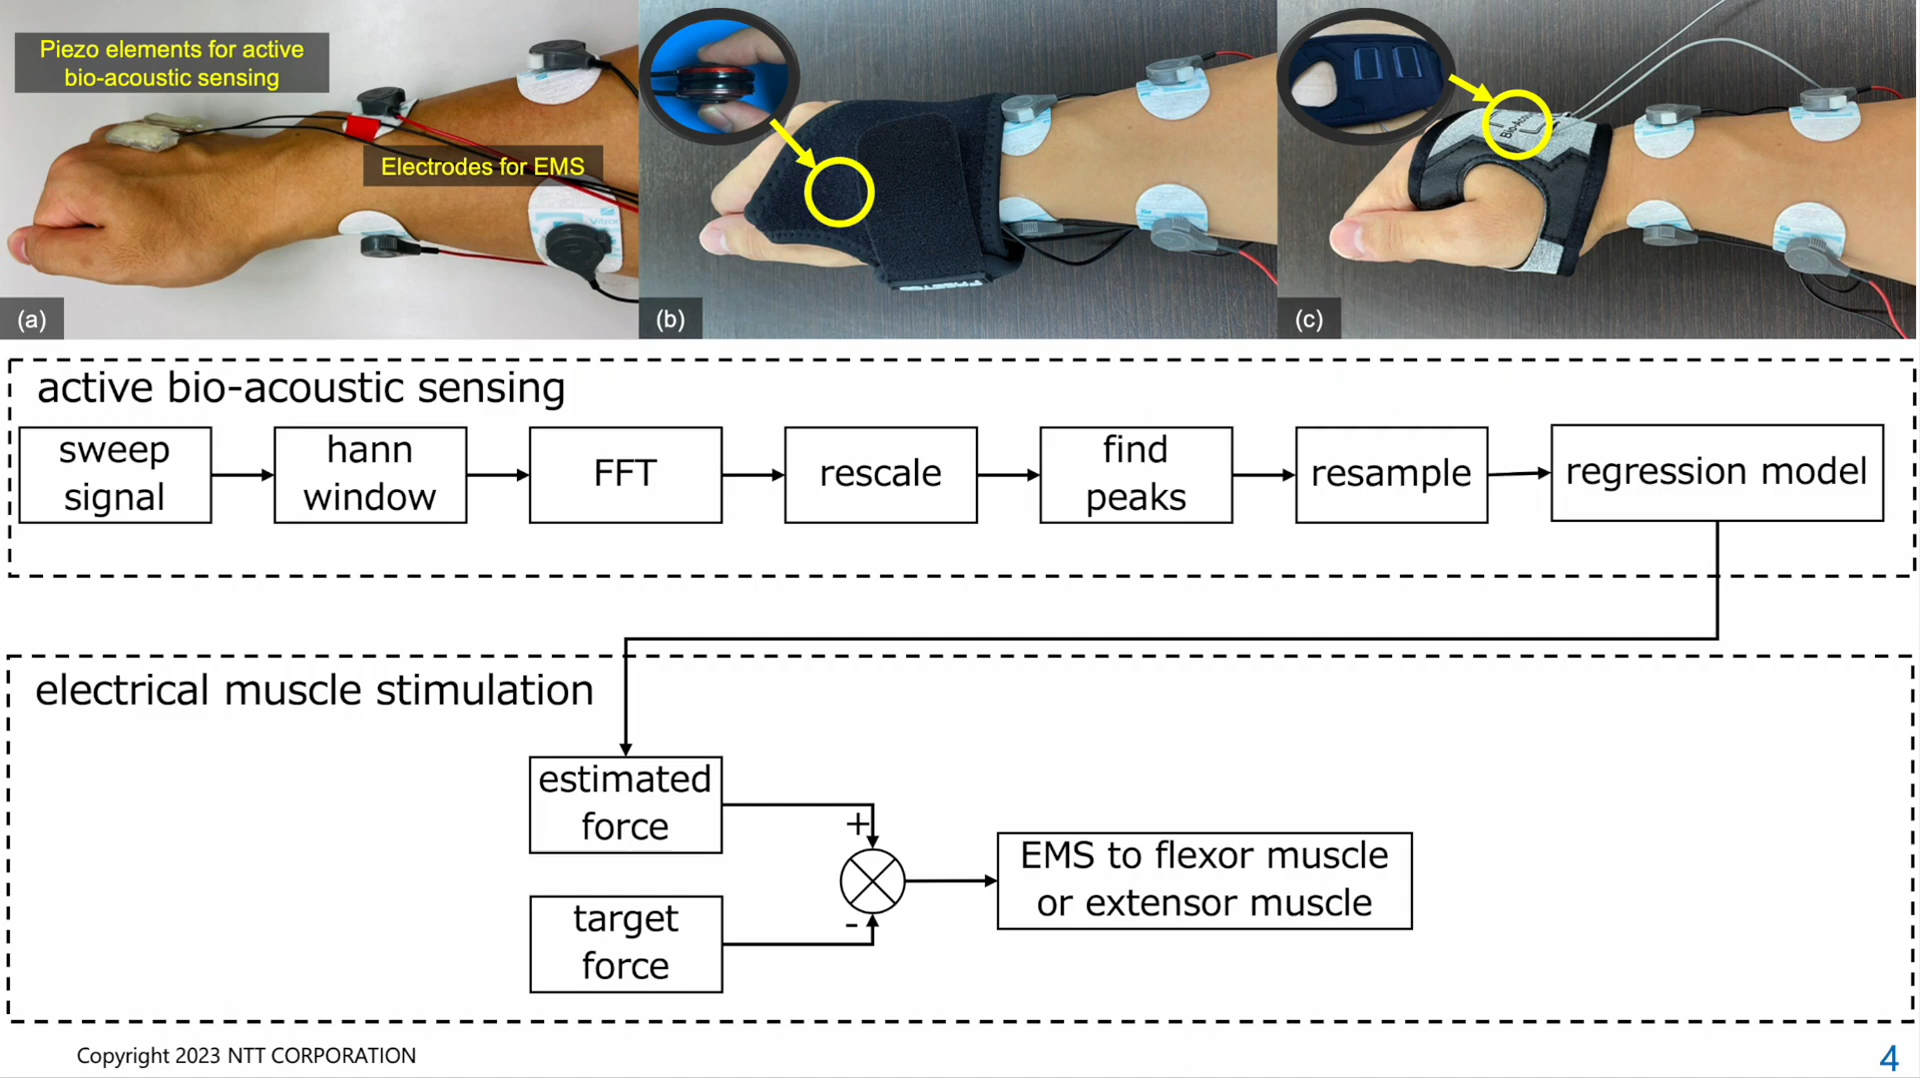 Piezo elements for active
bio-acoustic sensing
Electrodes for EMS
(a)
(b)
(c)
active bio-acoustic sensing
sweep
signal
hann
window
FFT
rescale
find
peaks
resample
regression model
electrical muscle stimulation
estimated
force
+
target
force
-
EMS to flexor muscle
or extensor muscle
Copyright 2023 NTT CORPORATION
4